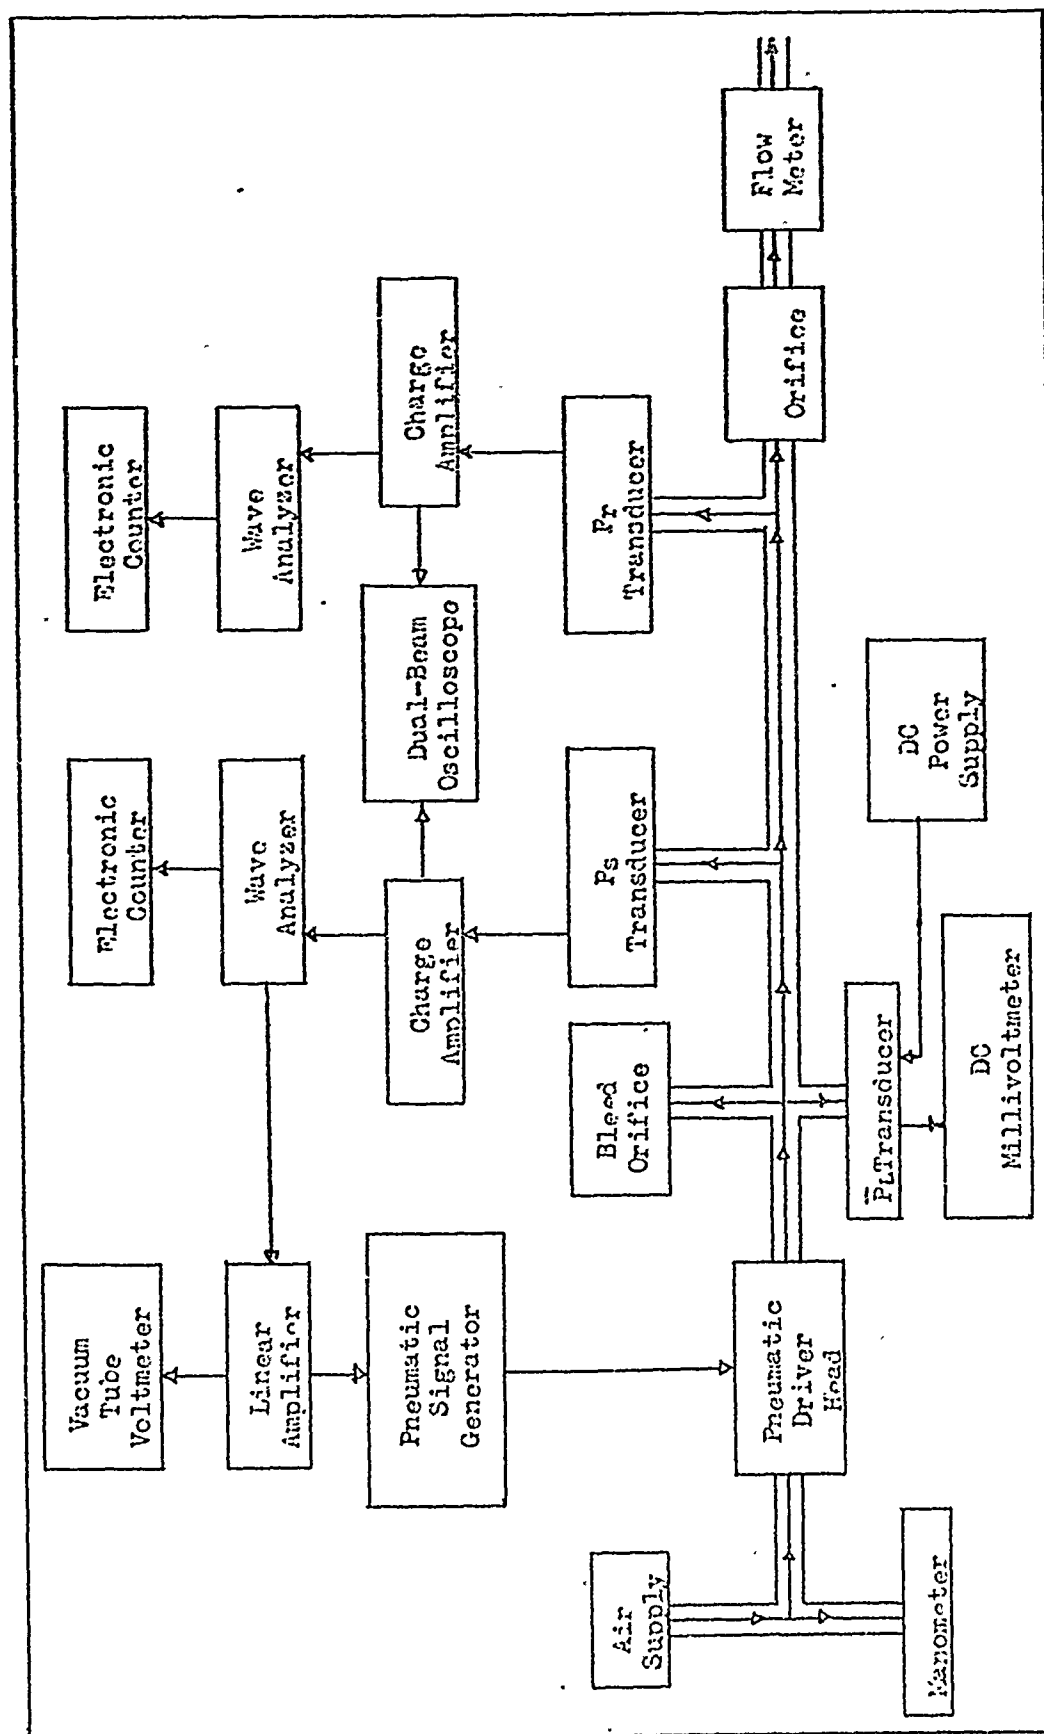 Vacuum
Tube
Voltmeter
Linear
Amplifier
Pneumatic
Signal
Generator
Electronic
Counter
Wave
Analyzer
Charge
Amplifier
Dual-Beam
Oscilloscope
Electronic
Counter
Wave
Analyzer
Charge
Amplifier
Air
Supply
Manometer
Pneumatic
Driver
Head
Bleed
Orifice
P̄LTransducer
DC
Millivoltmeter
DC
Power
Supply
Ps
Transducer
Pr
Transducer
Orifice
Flow
Meter